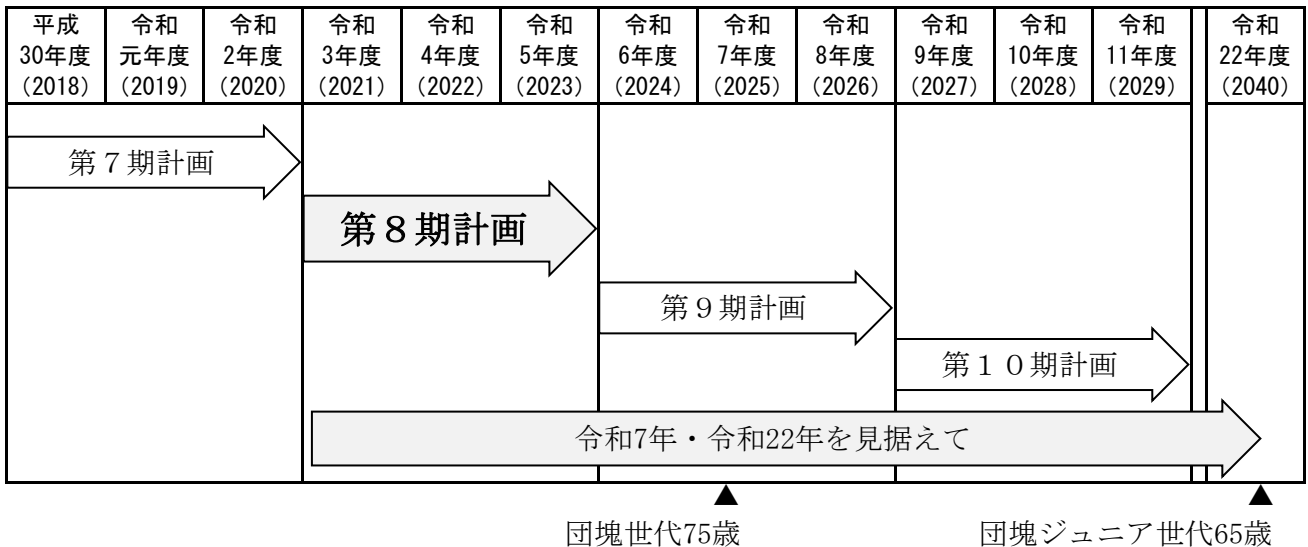 平成 令和 令和 令和 令和 令和 令和 令和 令和 令和 令和 令和 令和
30年度 元年度 2年度 3年度 4年度 5年度 6年度 7年度 8年度 9年度 10年度 11年度 22年度
（2018） （2019） （2020） （2021） （2022） （2023） （2024） （2025） （2026） （2027） （2028） （2029） （2040）
第７期計画
第８期計画
第９期計画
第１０期計画
令和7年・令和22年を見据えて
▲ ▲
団塊世代75歳 団塊ジュニア世代65歳